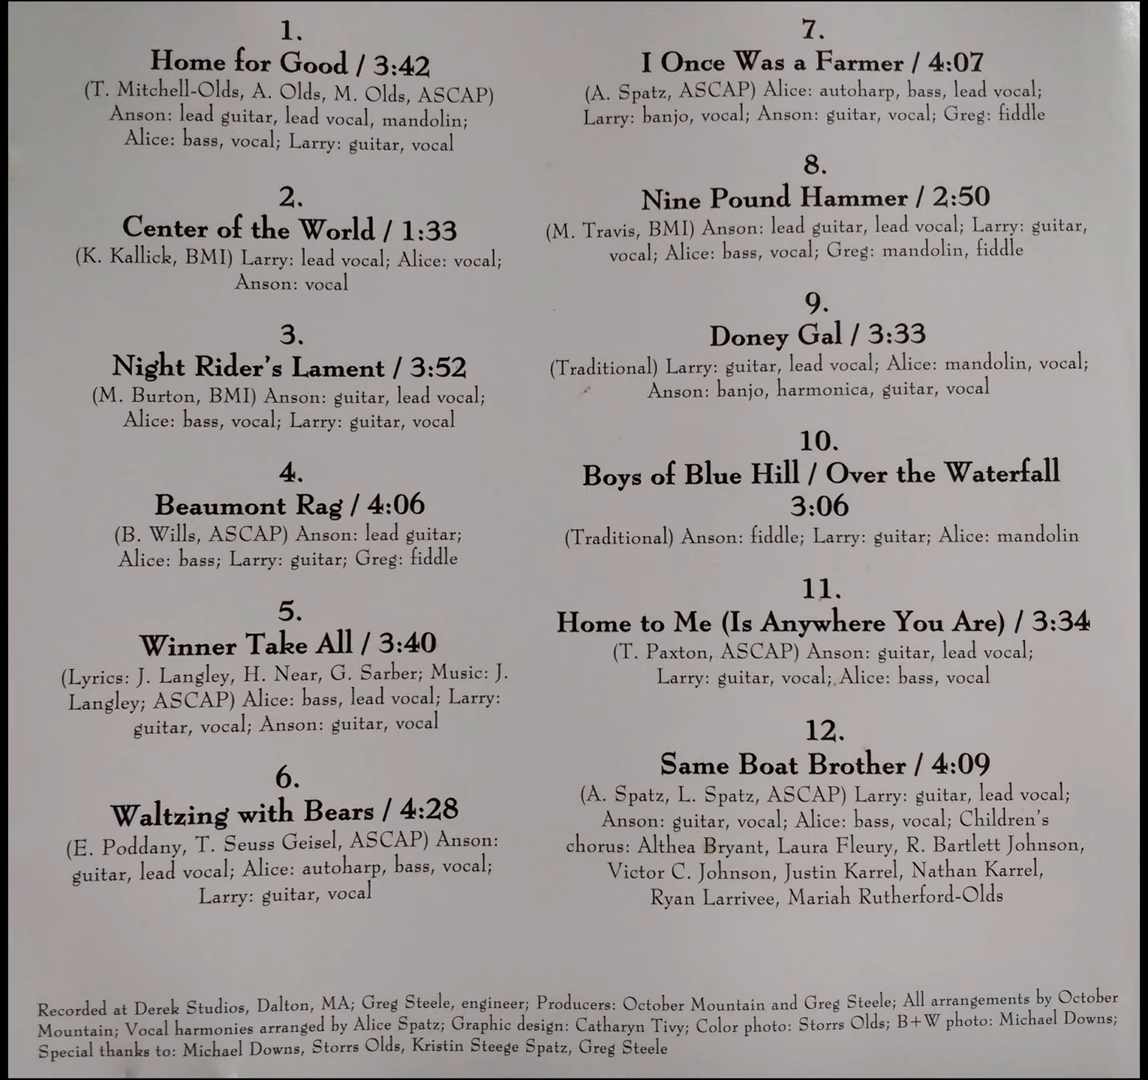 1.
Home for Good / 3:42
(T. Mitchell-Olds, A. Olds, M. Olds, ASCAP)
Anson: lead guitar, lead vocal, mandolin;
Alice: bass, vocal; Larry: guitar, vocal
2.
Center of the World / 1:33
(K. Kallick, BMI) Larry: lead vocal; Alice: vocal;
Anson: vocal
3.
Night Rider's Lament / 3:52
(M. Burton, BMI) Anson: guitar, lead vocal;
Alice: bass, vocal; Larry: guitar, vocal
4.
Beaumont Rag / 4:06
(B. Wills, ASCAP) Anson: lead guitar;
Alice: bass; Larry: guitar; Greg: fiddle
5.
Winner Take All / 3:40
(Lyrics: J. Langley, H. Near, G. Sarber; Music: J.
Langley; ASCAP) Alice: bass, lead vocal; Larry:
guitar, vocal; Anson: guitar, vocal
6.
Waltzing with Bears / 4:28
(E. Poddany, T. Seuss Geisel, ASCAP) Anson:
guitar, lead vocal; Alice: autoharp, bass, vocal;
Larry: guitar, vocal
7.
I Once Was a Farmer / 4:07
(A. Spatz, ASCAP) Alice: autoharp, bass, lead vocal;
Larry: banjo, vocal; Anson: guitar, vocal; Greg: fiddle
8.
Nine Pound Hammer / 2:50
(M. Travis, BMI) Anson: lead guitar, lead vocal; Larry: guitar,
vocal; Alice: bass, vocal; Greg: mandolin, fiddle
9.
Doney Gal / 3:33
(Traditional) Larry: guitar, lead vocal; Alice: mandolin, vocal;
Anson: banjo, harmonica, guitar, vocal
10.
Boys of Blue Hill / Over the Waterfall
3:06
(Traditional) Anson: fiddle; Larry: guitar; Alice: mandolin
11.
Home to Me (Is Anywhere You Are) / 3:34
(T. Paxton, ASCAP) Anson: guitar, lead vocal;
Larry: guitar, vocal; Alice: bass, vocal
12.
Same Boat Brother / 4:09
(A. Spatz, L. Spatz, ASCAP) Larry: guitar, lead vocal;
Anson: guitar, vocal; Alice: bass, vocal; Children's
chorus: Althea Bryant, Laura Fleury, R. Bartlett Johnson,
Victor C. Johnson, Justin Karrel, Nathan Karrel,
Ryan Larrivee, Mariah Rutherford-Olds
Recorded at Derek Studios, Dalton, MA; Greg Steele, engineer; Producers: October Mountain and Greg Steele; All arrangements by October
Mountain; Vocal harmonies arranged by Alice Spatz; Graphic design: Catharyn Tivy; Color photo: Storrs Olds; B+W photo: Michael Downs;
Special thanks to: Michael Downs, Storrs Olds, Kristin Steege Spatz, Greg Steele